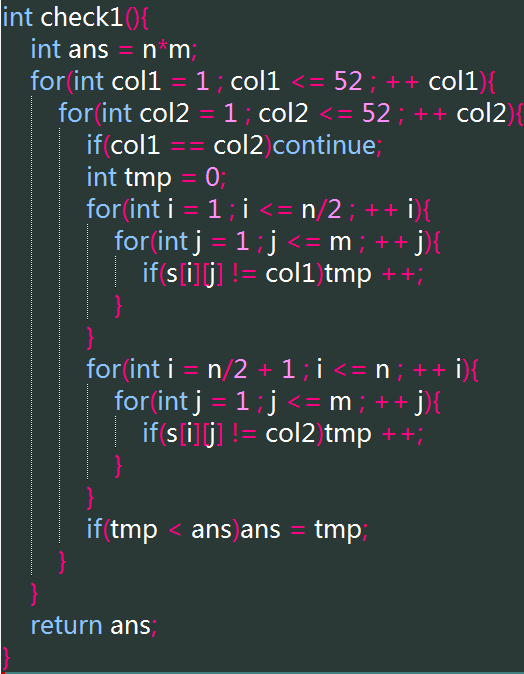 int check1(){
    int ans = n*m;
    for(int col1 = 1 ; col1 <= 52 ; ++ col1){
        for(int col2 = 1 ; col2 <= 52 ; ++ col2){
            if(col1 == col2)continue;
            int tmp = 0;
            for(int i = 1 ; i <= n/2 ; ++ i){
                for(int j = 1 ; j <= m ; ++ j){
                    if(s[i][j] != col1)tmp ++;
                }
            }
            for(int i = n/2 + 1 ; i <= n ; ++ i){
                for(int j = 1 ; j <= m ; ++ j){
                    if(s[i][j] != col2)tmp ++;
                }
            }
            if(tmp < ans)ans = tmp;
        }
    }
    return ans;
}